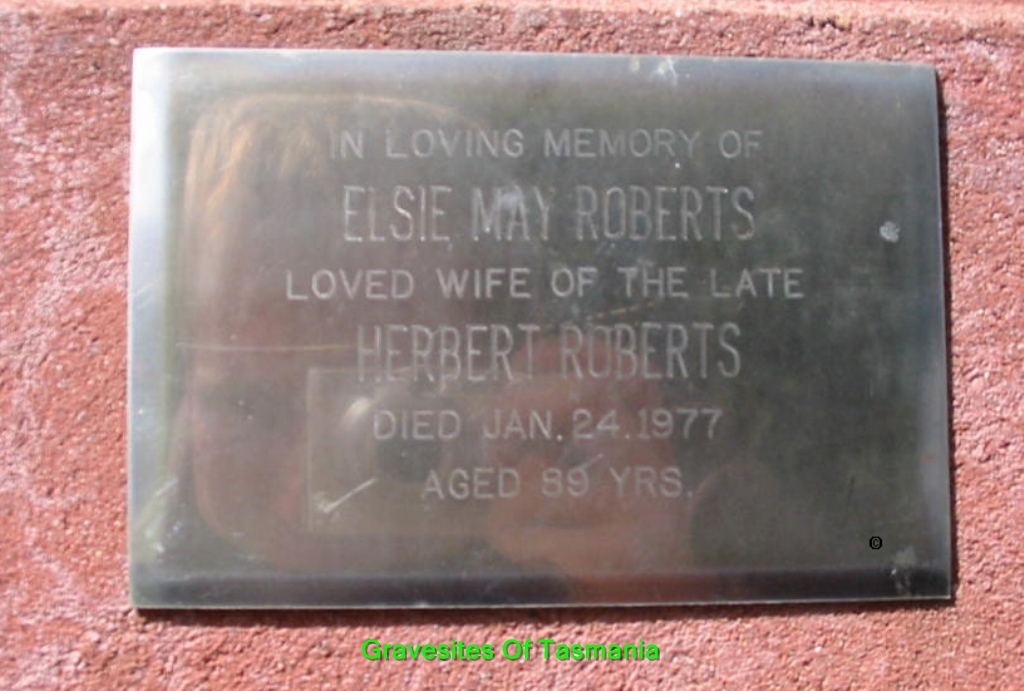 IN LOVING MEMORY OF
ELSIE MAY ROBERTS
LOVED WIFE OF THE LATE
HERBERT ROBERTS
DIED JAN. 24. 1977
AGED 89 YRS.
©
Gravesites Of Tasmania